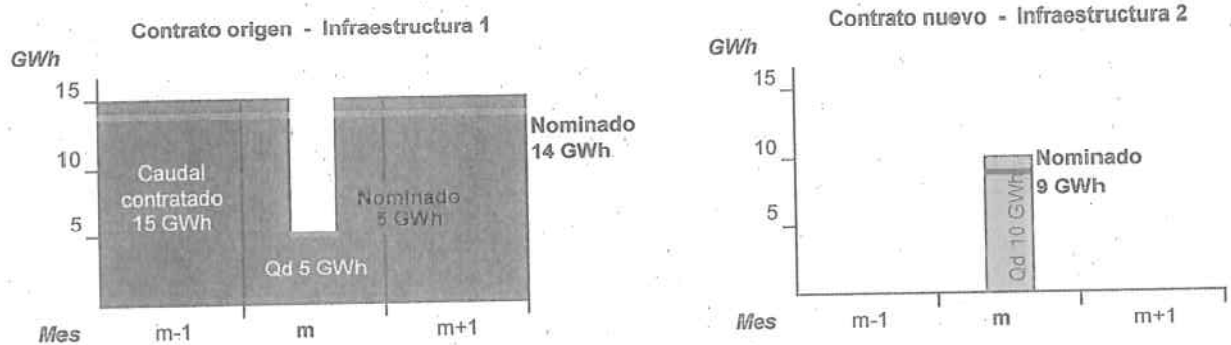 Contrato origen - Infraestructura 1
GWh
15
10
5
Caudal
contratado
15 GWh
Nominado
5 GWh
Qd 5 GWh
Nominado
14 GWh
Mes
m-1
m
m+1
Contrato nuevo - Infraestructura 2
GWh
15
10
5
Nominado
9 GWh
Qd 10 GWh
Mes
m-1
m
m+1